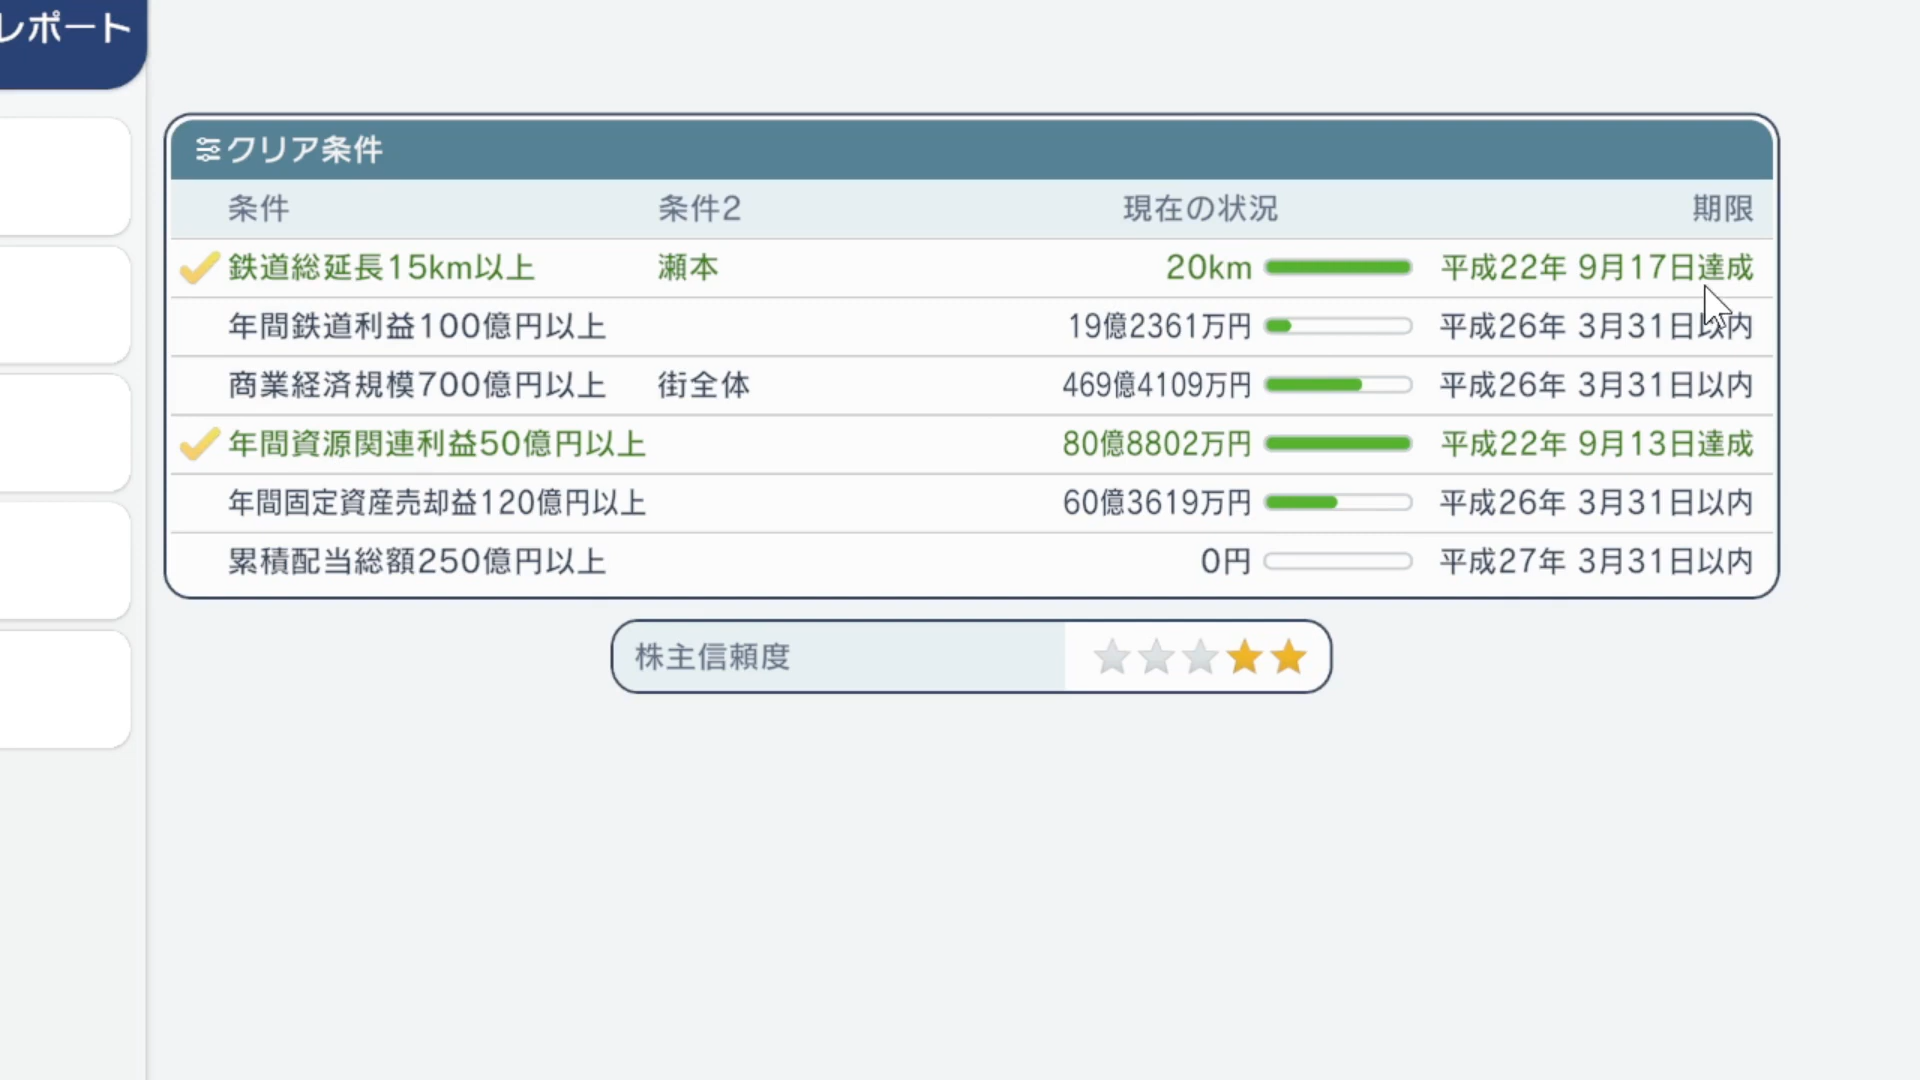 レポート
クリア条件
条件 条件2 現在の状況 期限
鉄道総延長15km以上 瀬本 20km 平成22年 9月17日達成
年間鉄道利益100億円以上 19億2361万円 平成26年 3月31日以内
商業経済規模700億円以上 街全体 469億4109万円 平成26年 3月31日以内
年間資源関連利益50億円以上 80億8802万円 平成22年 9月13日達成
年間固定資産売却益120億円以上 60億3619万円 平成26年 3月31日以内
累積配当総額250億円以上 0円 平成27年 3月31日以内
株主信頼度